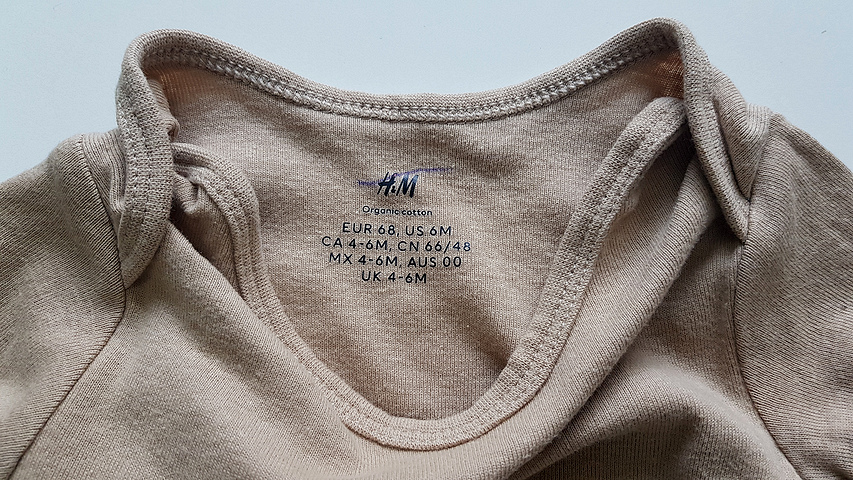 H&M
Organic cotton
EUR 68, US 6M
CA 4-6M, CN 66/48
MX 4-6M, AUS 00
UK 4-6M